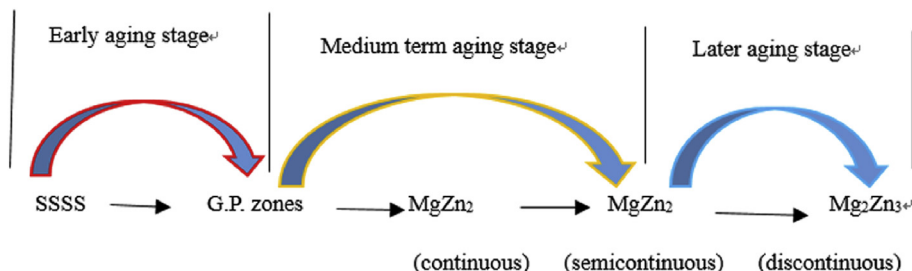 Early aging stage↵
Medium term aging stage↵
Later aging stage↵
SSSS G.P. zones MgZn₂ MgZn₂ Mg₂Zn₃↵
(continuous) (semicontinuous) (discontinuous)